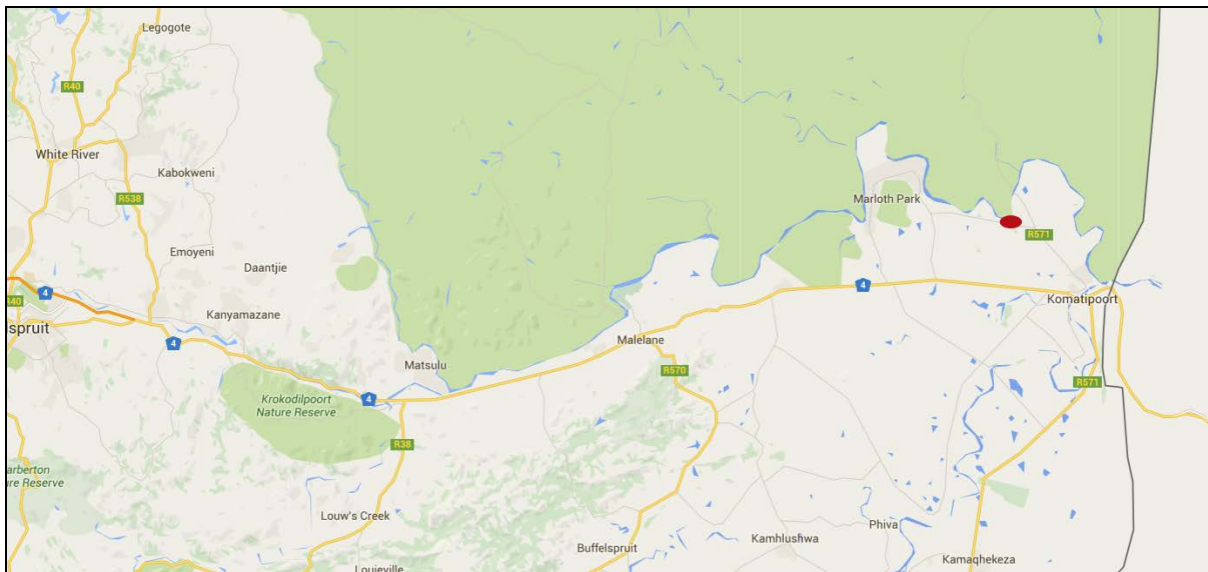 Legogote
R40
White River
Kabokweni
R538
Marloth Park
R571
Emoyeni
Daantjie
4
4
Komatipoort
R40
Kanyamazane
spruit
4
Malelane
Matsulu
R570
R571
Krokodilpoort
Nature Reserve
4
R38
arberton
ure Reserve
Louw's Creek
Phiva
Kamhlushwa
Buffelspruit
Kamaqhekeza
Louieville